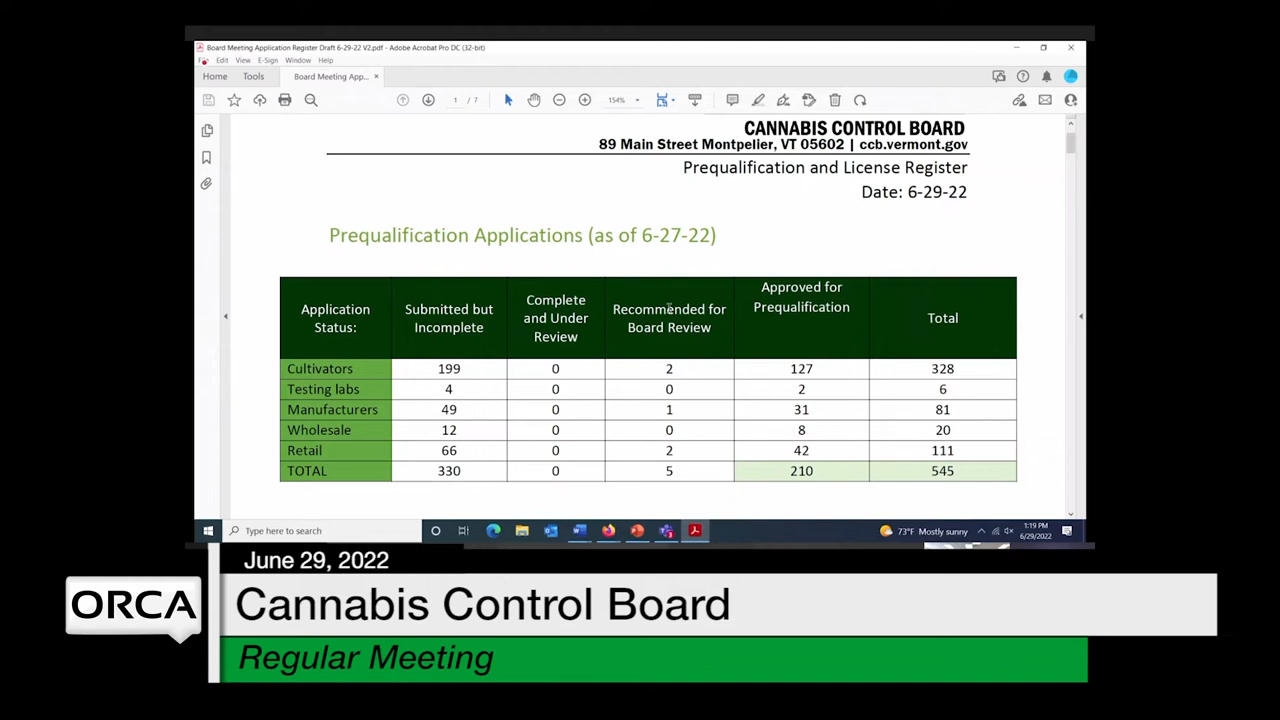 Board Meeting Application Register Draft 6-29-22 V2.pdf - Adobe Acrobat Pro DC (32-bit)
File Edit View E-Sign Window Help
Home Tools Board Meeting App... ×
1 / 7 154%
CANNABIS CONTROL BOARD
89 Main Street Montpelier, VT 05602 | ccb.vermont.gov
Prequalification and License Register
Date: 6-29-22
Prequalification Applications (as of 6-27-22)
Application Status: Submitted but Incomplete Complete and Under Review Recommended for Board Review Approved for Prequalification Total
Cultivators 199 0 2 127 328
Testing labs 4 0 0 2 6
Manufacturers 49 0 1 31 81
Wholesale 12 0 0 8 20
Retail 66 0 2 42 111
TOTAL 330 0 5 210 545
Type here to search 73°F Mostly sunny 1:19 PM
6/29/2022
June 29, 2022
ORCA Cannabis Control Board
Regular Meeting